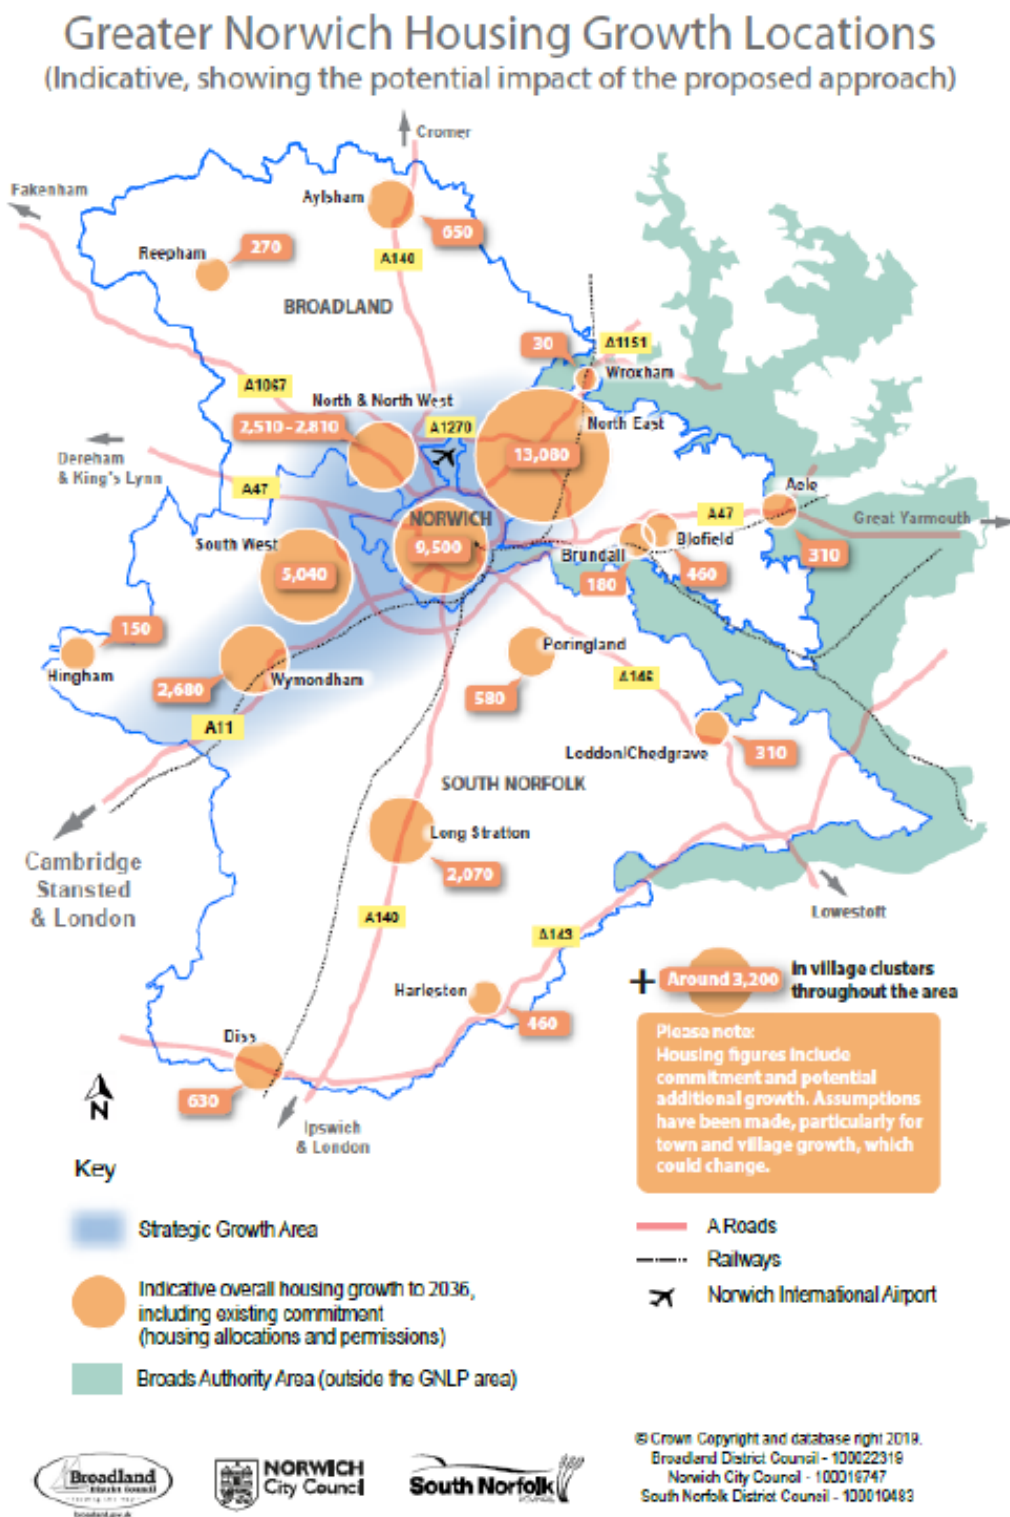 Greater Norwich Housing Growth Locations
(Indicative, showing the potential impact of the proposed approach)
Cromer
Fakenham
Aylsham
650
Reepham
270
A140
BROADLAND
30
A1151
Wroxham
A1067
North & North West
2,510 - 2,810
A1270
North East
13,080
Dereham
& King's Lynn
A47
NORWICH
9,500
South West
5,040
Acle
A47
Great Yarmouth
310
Blofield
Brundall
460
180
150
Hingham
Poringland
580
A146
2,680
Wymondham
A11
Loddon/Chedgrave
310
SOUTH NORFOLK
Long Stratton
2,070
Cambridge
Stansted
& London
Lowestoft
A140
A143
Harleston
460
Diss
630
Ipswich
& London
+ Around 3,200
In village clusters
throughout the area
Please note:
Housing figures include
commitment and potential
additional growth. Assumptions
have been made, particularly for
town and village growth, which
could change.
N
Key
Strategic Growth Area
Indicative overall housing growth to 2036,
including existing commitment
(housing allocations and permissions)
Broads Authority Area (outside the GNLP area)
A Roads
Railways
Norwich International Airport
Broadland
District Council
NORWICH
City Council
South Norfolk
© Crown Copyright and database right 2019.
Broadland District Council - 100022319
Norwich City Council - 100019747
South Norfolk District Council - 100019483